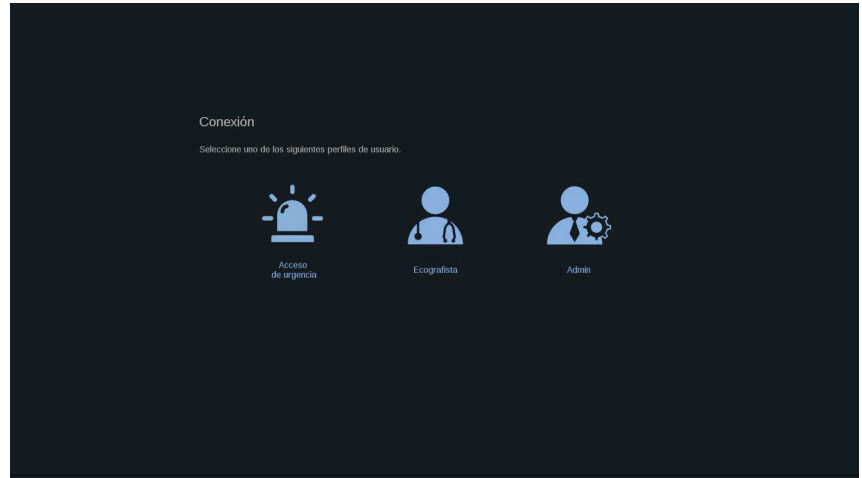 Conexión
Seleccione uno de los siguientes perfiles de usuario.
Acceso
de urgencia
Ecografista
Admin